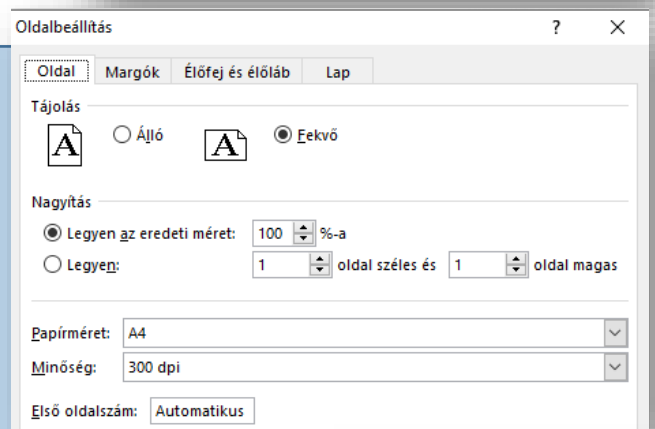 Oldalbeállítás ? ×
Oldal Margók Élőfej és élőláb Lap
Tájolás
A Álló A Fekvő
Nagyítás
Legyen az eredeti méret: 100 %-a
Legyen: 1 oldal széles és 1 oldal magas
Papírméret: A4
Minőség: 300 dpi
Első oldalszám: Automatikus